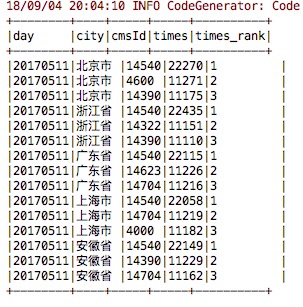 18/09/04 20:04:10 INFO CodeGenerator: Code
+--------+----+-----+-----+----------+
|day     |city|cmsId|times|times_rank|
+--------+----+-----+-----+----------+
|20170511|北京市 |14540|22270|1         |
|20170511|北京市 |4600 |11271|2         |
|20170511|北京市 |14390|11175|3         |
|20170511|浙江省 |14540|22435|1         |
|20170511|浙江省 |14322|11151|2         |
|20170511|浙江省 |14390|11110|3         |
|20170511|广东省 |14540|22115|1         |
|20170511|广东省 |14623|11226|2         |
|20170511|广东省 |14704|11216|3         |
|20170511|上海市 |14540|22058|1         |
|20170511|上海市 |14704|11219|2         |
|20170511|上海市 |4000 |11182|3         |
|20170511|安徽省 |14540|22149|1         |
|20170511|安徽省 |14390|11229|2         |
|20170511|安徽省 |14704|11162|3         |
+--------+----+-----+-----+----------+